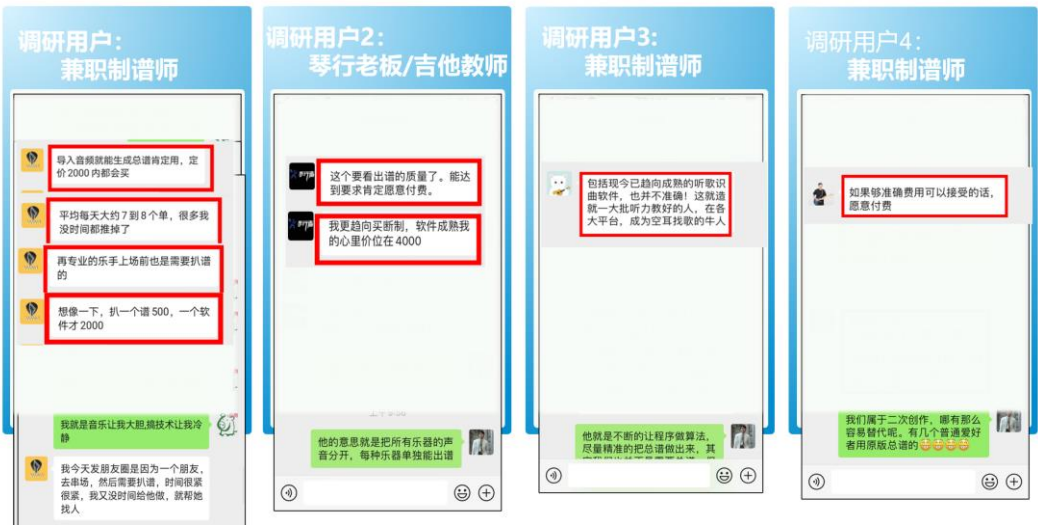 调研用户:
兼职制谱师
导入音频就能生成总谱肯定用，定
价2000内都会买
平均每天大约7到8个单，很多我
没时间都推掉了
再专业的乐手上场前也是需要扒谱
的
想像一下，扒一个谱500，一个软
件才2000
我就是音乐让我大胆,搞技术让我冷
静
我今天发朋友圈是因为一个朋友，
去串场，然后需要扒谱，时间很紧
很紧，我又没时间给他做，就帮她
找人
调研用户2:
琴行老板/吉他教师
这个要看出谱的质量了。能达
到要求肯定愿意付费。
我更趋向买断制，软件成熟我
的心里价位在4000
他的意思就是把所有乐器的声
音分开，每种乐器单独能出谱
调研用户3:
兼职制谱师
包括现今已趋向成熟的听歌识
曲软件，也并不准确！这就造
就一大批听力教好的人，在各
大平台，成为空耳找歌的牛人
他就是不断的让程序做算法，
尽量精准的把总谱做出来，其
调研用户4:
兼职制谱师
如果够准确费用可以接受的话，
愿意付费
我们属于二次创作，哪有那么
容易替代呢。有几个普通爱好
者用原版总谱的